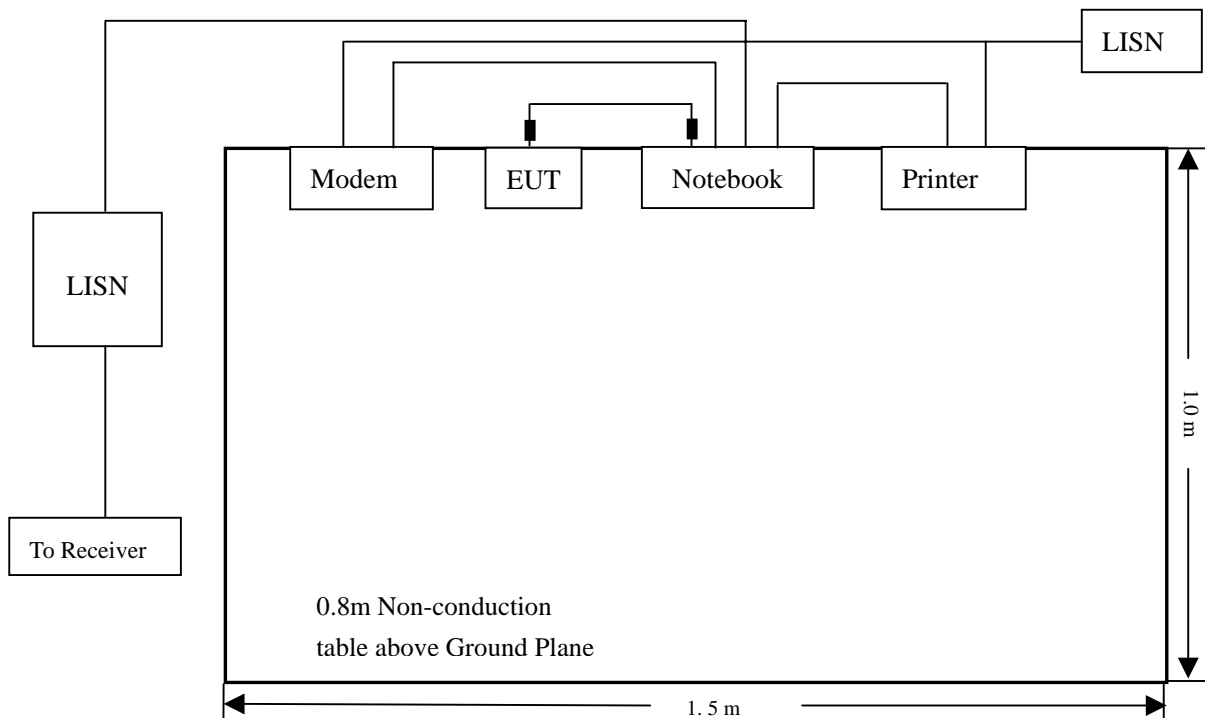 LISN
Modem
EUT
Notebook
Printer
LISN
To Receiver
0.8m Non-conduction
table above Ground Plane
1.0 m
1. 5 m